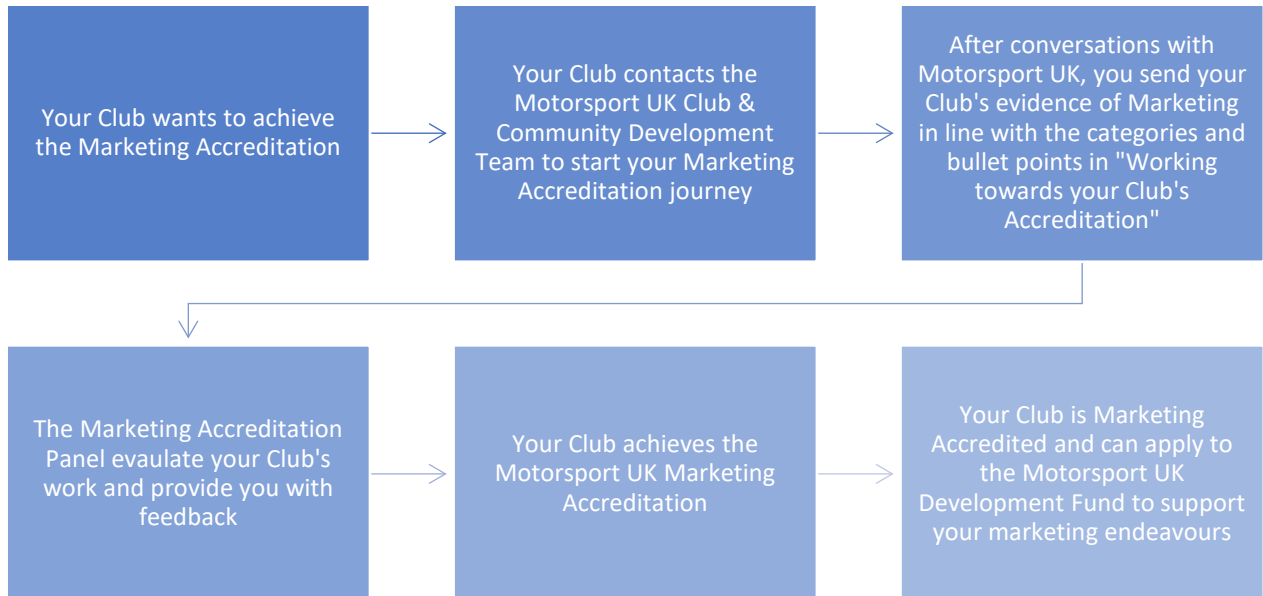 Your Club wants to achieve
the Marketing Accreditation
Your Club contacts the
Motorsport UK Club &
Community Development
Team to start your Marketing
Accreditation journey
After conversations with
Motorsport UK, you send your
Club's evidence of Marketing
in line with the categories and
bullet points in "Working
towards your Club's
Accreditation"
The Marketing Accreditation
Panel evaulate your Club's
work and provide you with
feedback
Your Club achieves the
Motorsport UK Marketing
Accreditation
Your Club is Marketing
Accredited and can apply to
the Motorsport UK
Development Fund to support
your marketing endeavours